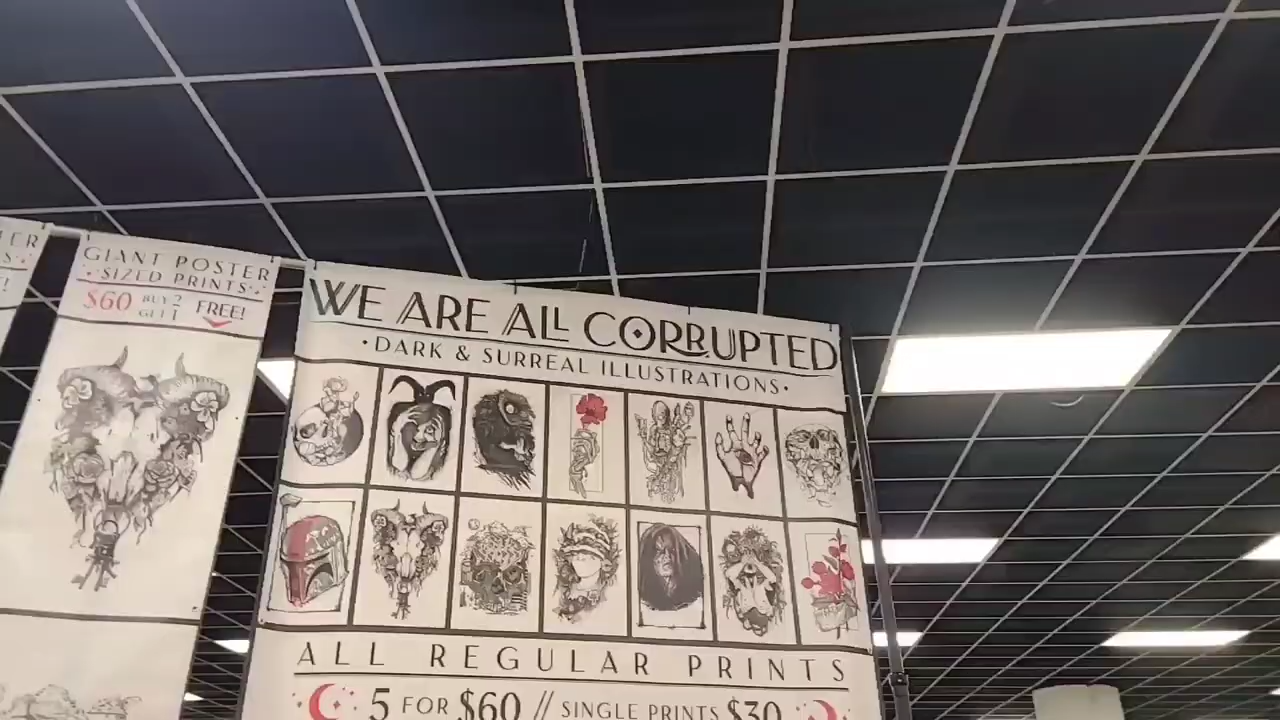 ER
S·
!
GIANT POSTER
·SIZED PRINTS·
$60 BUY 2 GET 1 FREE!
WE ARE ALL CORRUPTED
·DARK & SURREAL ILLUSTRATIONS·
ALL REGULAR PRINTS
5 FOR $60 // SINGLE PRINTS $30